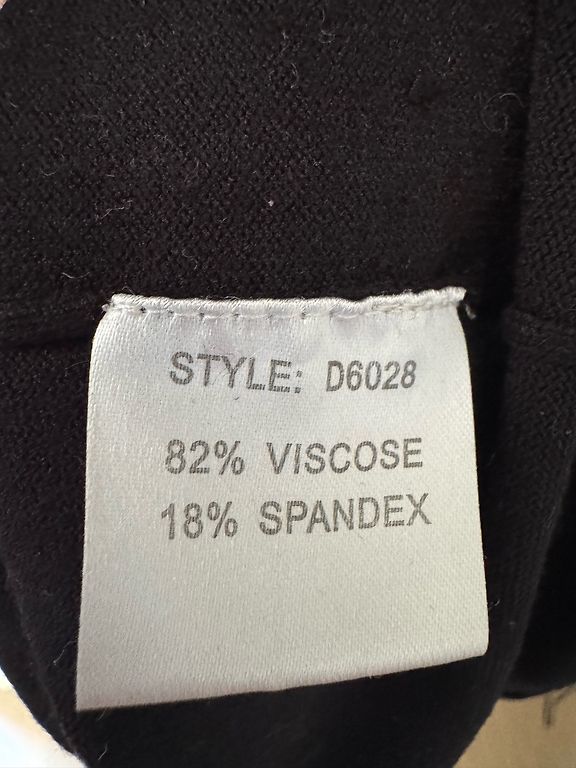 STYLE: D6028
82% VISCOSE
18% SPANDEX